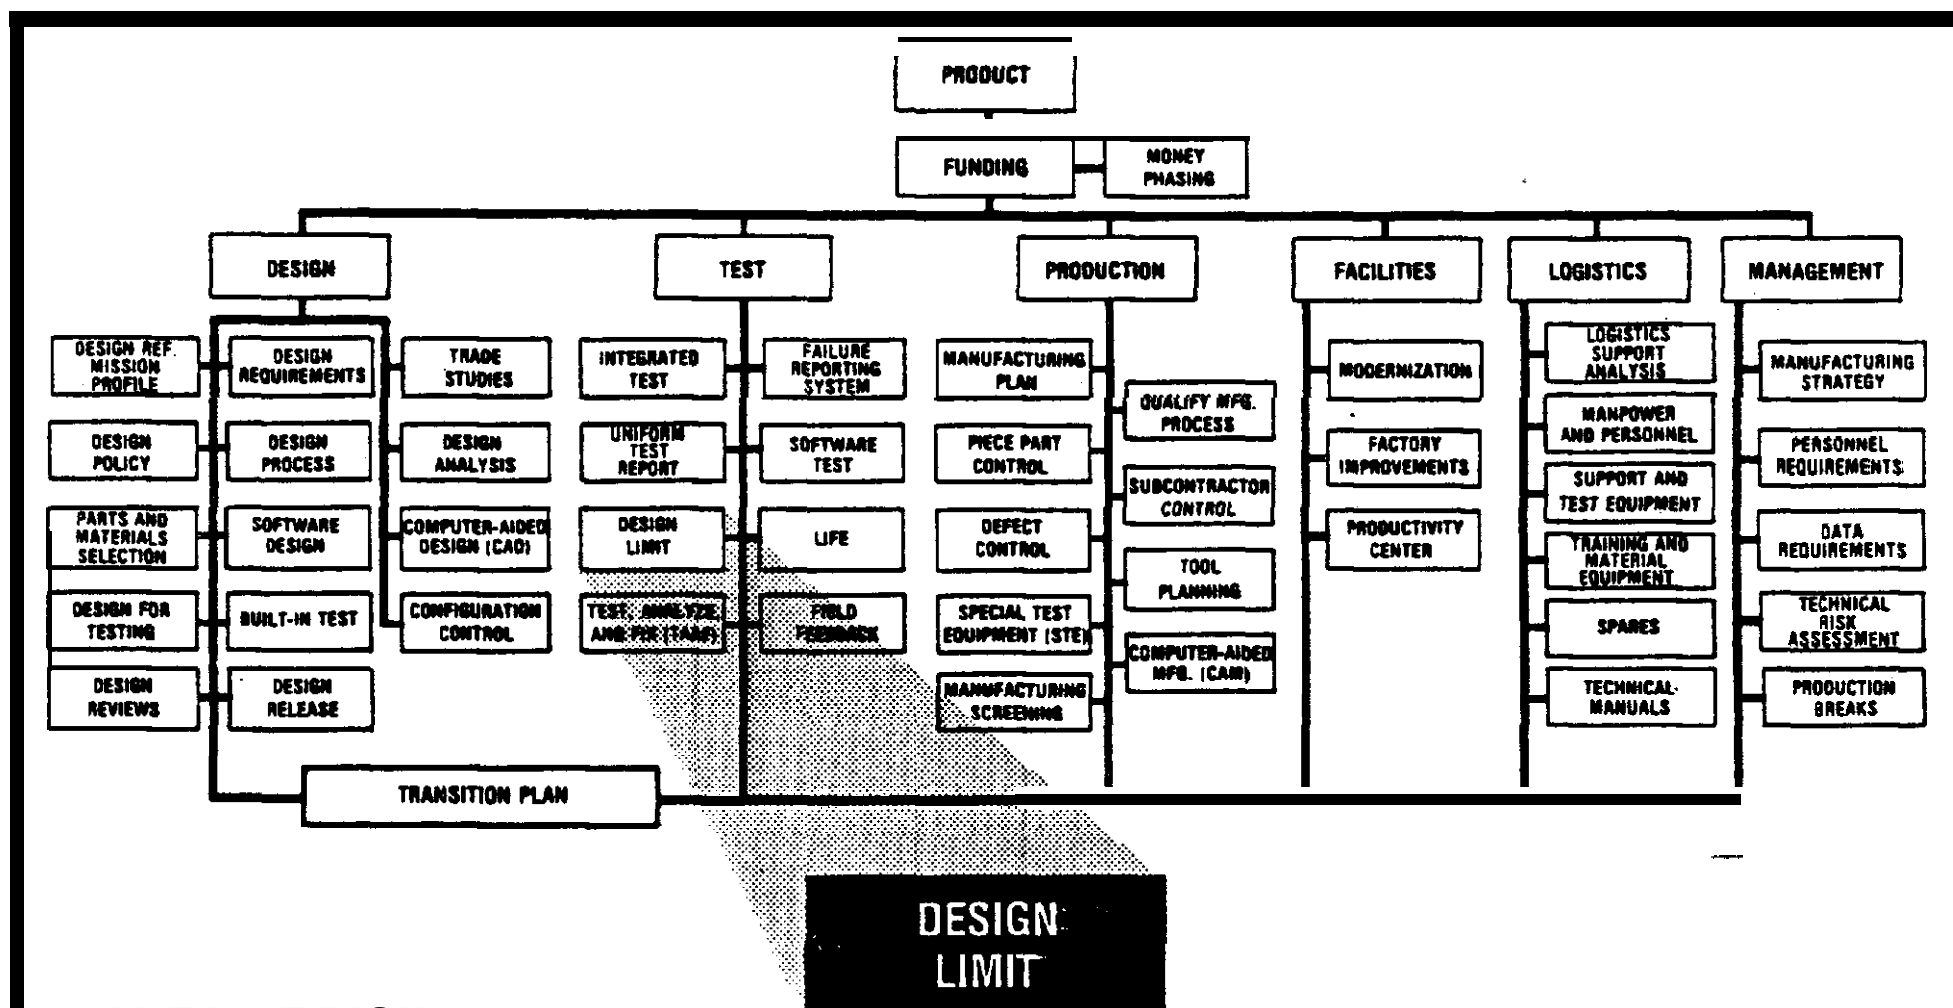 PRODUCT
FUNDING
MONEY
PHASING
DESIGN
TEST
PRODUCTION
FACILITIES
LOGISTICS
MANAGEMENT
DESIGN REF.
MISSION
PROFILE
DESIGN
REQUIREMENTS
TRADE
STUDIES
DESIGN
POLICY
DESIGN
PROCESS
DESIGN
ANALYSIS
PARTS AND
MATERIALS
SELECTION
SOFTWARE
DESIGN
COMPUTER-AIDED
DESIGN (CAD)
DESIGN FOR
TESTING
BUILT-IN TEST
CONFIGURATION
CONTROL
DESIGN
REVIEWS
DESIGN
RELEASE
INTEGRATED
TEST
FAILURE
REPORTING
SYSTEM
UNIFORM
TEST
REPORT
SOFTWARE
TEST
DESIGN
LIMIT
LIFE
TEST, ANALYZE,
AND FIX (TAAF)
FIELD
FEEDBACK
MANUFACTURING
PLAN
QUALIFY MFG.
PROCESS
PIECE PART
CONTROL
SUBCONTRACTOR
CONTROL
DEFECT
CONTROL
TOOL
PLANNING
SPECIAL TEST
EQUIPMENT (STE)
COMPUTER-AIDED
MFG. (CAM)
MANUFACTURING
SCREENING
MODERNIZATION
FACTORY
IMPROVEMENTS
PRODUCTIVITY
CENTER
LOGISTICS
SUPPORT
ANALYSIS
MANPOWER
AND PERSONNEL
SUPPORT AND
TEST EQUIPMENT
TRAINING AND
MATERIAL
EQUIPMENT
SPARES
TECHNICAL
MANUALS
MANUFACTURING
STRATEGY
PERSONNEL
REQUIREMENTS
DATA
REQUIREMENTS
TECHNICAL
RISK
ASSESSMENT
PRODUCTION
BREAKS
TRANSITION PLAN
DESIGN
LIMIT